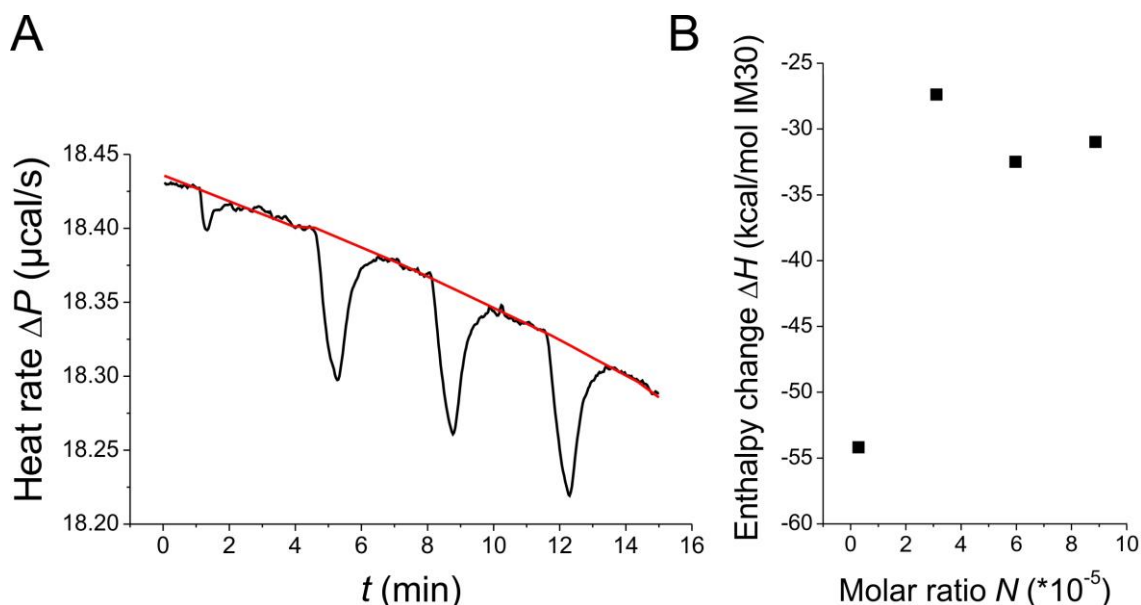 A
Heat rate ΔP (µcal/s)
18.45
18.40
18.35
18.30
18.25
18.20
0 2 4 6 8 10 12 14 16
t (min)
B
Enthalpy change ΔH (kcal/mol IM30)
-25
-30
-35
-40
-45
-50
-55
-60
0 2 4 6 8 10
Molar ratio N (*10-5)